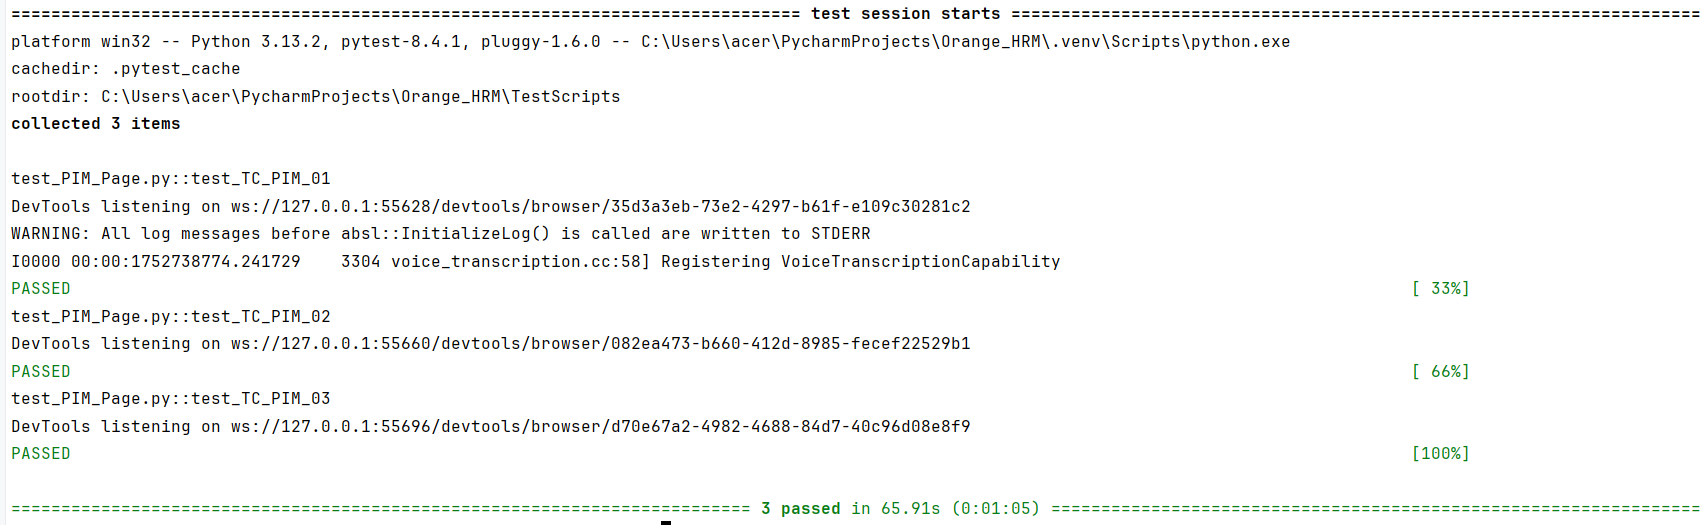 =============================================================================== test session starts =====================================================================
platform win32 -- Python 3.13.2, pytest-8.4.1, pluggy-1.6.0 -- C:\Users\acer\PycharmProjects\Orange_HRM\.venv\Scripts\python.exe
cachedir: .pytest_cache
rootdir: C:\Users\acer\PycharmProjects\Orange_HRM\TestScripts
collected 3 items
test_PIM_Page.py::test_TC_PIM_01
DevTools listening on ws://127.0.0.1:55628/devtools/browser/35d3a3eb-73e2-4297-b61f-e109c30281c2
WARNING: All log messages before absl::InitializeLog() is called are written to STDERR
I0000 00:00:1752738774.241729    3304 voice_transcription.cc:58] Registering VoiceTranscriptionCapability
PASSED [ 33%]
test_PIM_Page.py::test_TC_PIM_02
DevTools listening on ws://127.0.0.1:55660/devtools/browser/082ea473-b660-412d-8985-fecef22529b1
PASSED [ 66%]
test_PIM_Page.py::test_TC_PIM_03
DevTools listening on ws://127.0.0.1:55696/devtools/browser/d70e67a2-4982-4688-84d7-40c96d08e8f9
PASSED [100%]
========================================================================== 3 passed in 65.91s (0:01:05) =================================================================